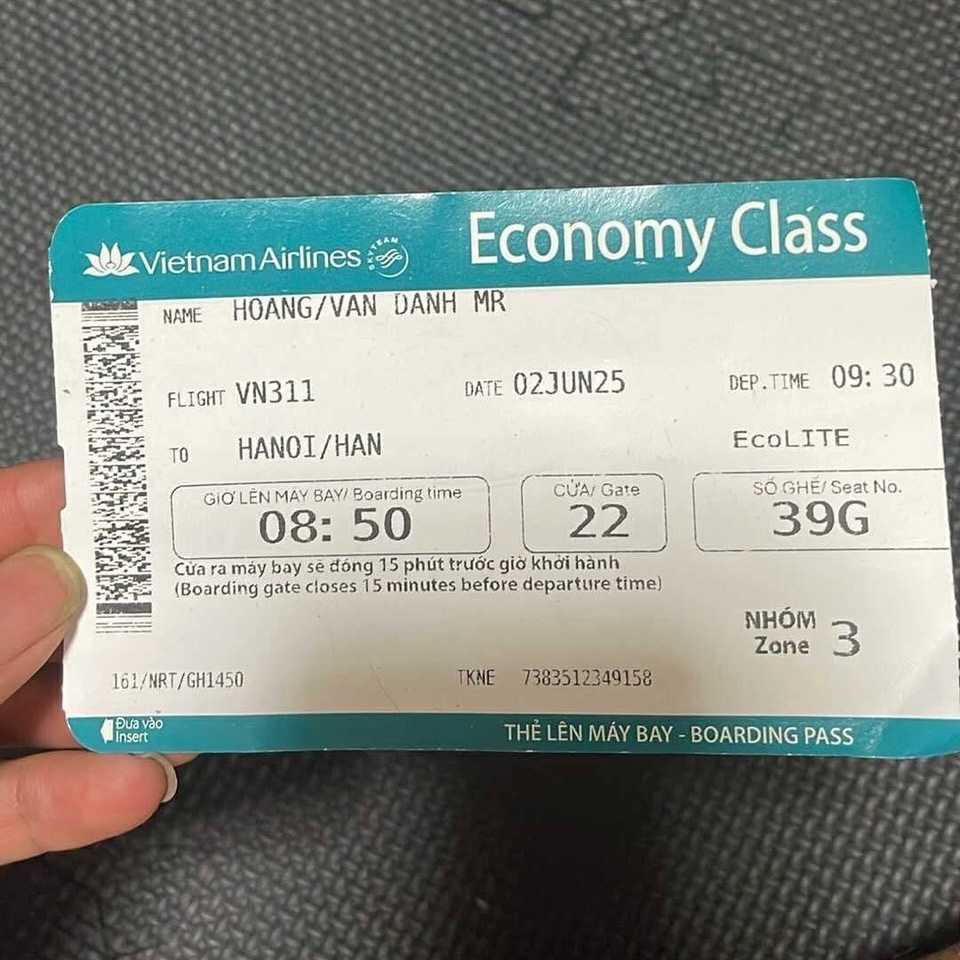 Vietnam Airlines SKYTEAM Economy Class
NAME HOANG/VAN DANH MR
FLIGHT VN311 DATE 02JUN25 DEP.TIME 09:30
TO HANOI/HAN EcoLITE
GIỜ LÊN MÁY BAY/ Boarding time CỬA/ Gate SỐ GHẾ/ Seat No.
08:50 22 39G
Cửa ra máy bay sẽ đóng 15 phút trước giờ khởi hành
(Boarding gate closes 15 minutes before departure time)
NHÓM
Zone 3
161/NRT/GH1450 TKNE 7383512349158
Đưa vào
Insert
THẺ LÊN MÁY BAY - BOARDING PASS